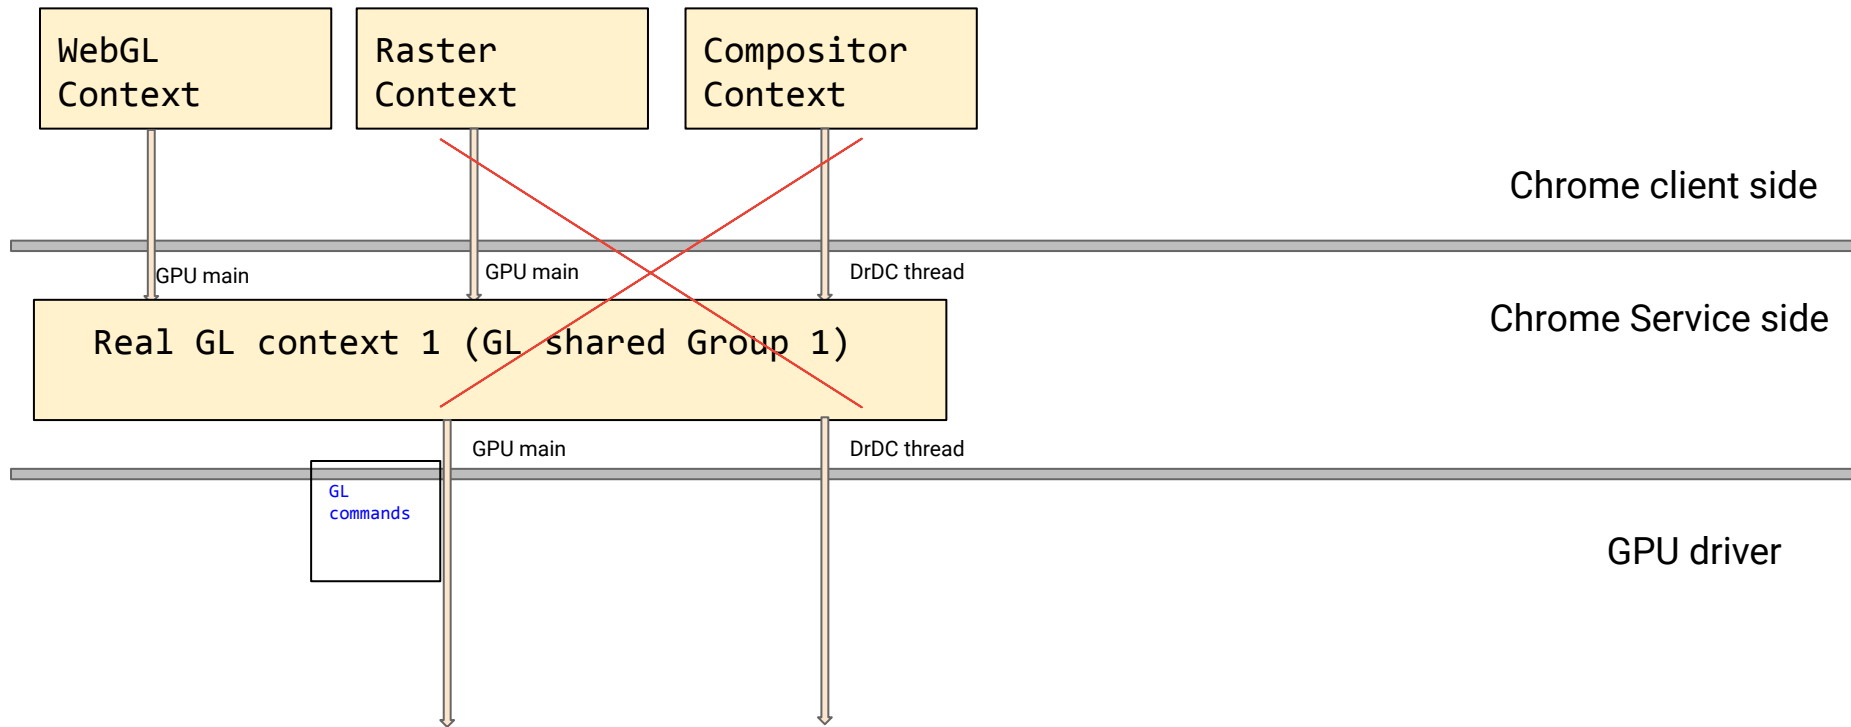 WebGL
Context
Raster
Context
Compositor
Context
Chrome client side
GPU main
GPU main
DrDC thread
Chrome Service side
Real GL context 1 (GL shared Group 1)
GPU main
DrDC thread
GL
commands
GPU driver